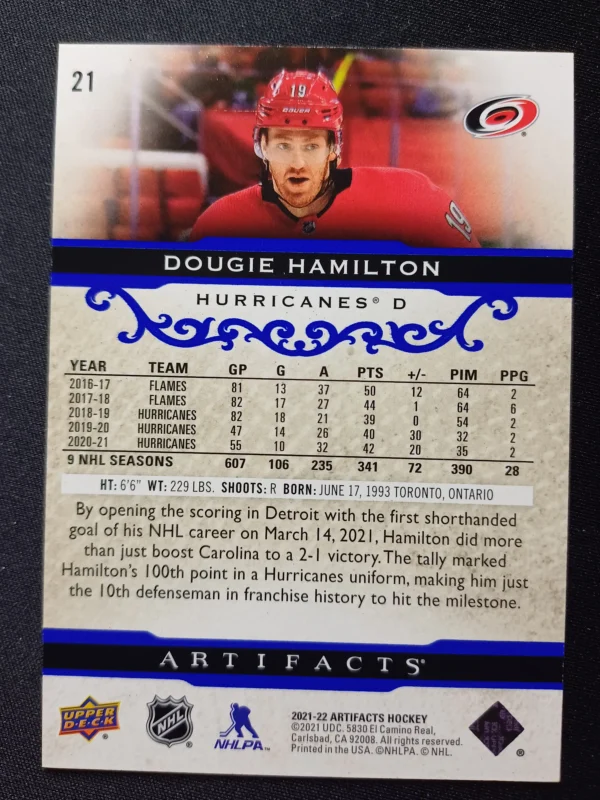 21
19
BAUER
19
DOUGIE HAMILTON
HURRICANES® D
YEAR TEAM GP G A PTS +/- PIM PPG
2016-17 FLAMES 81 13 37 50 12 64 2
2017-18 FLAMES 82 17 27 44 1 64 6
2018-19 HURRICANES 82 18 21 39 0 54 2
2019-20 HURRICANES 47 14 26 40 30 32 2
2020-21 HURRICANES 55 10 32 42 20 35 2
9 NHL SEASONS 607 106 235 341 72 390 28
HT: 6'6" WT: 229 LBS. SHOOTS: R BORN: JUNE 17, 1993 TORONTO, ONTARIO
By opening the scoring in Detroit with the first shorthanded
goal of his NHL career on March 14, 2021, Hamilton did more
than just boost Carolina to a 2-1 victory. The tally marked
Hamilton's 100th point in a Hurricanes uniform, making him just
the 10th defenseman in franchise history to hit the milestone.
ARTIFACTS®
UPPER
DECK
NHL
NHLPA
2021-22 ARTIFACTS HOCKEY
©2021 UDC. 5830 El Camino Real,
Carlsbad, CA 92008. All rights reserved.
Printed in the USA. ©NHLPA. © NHL.